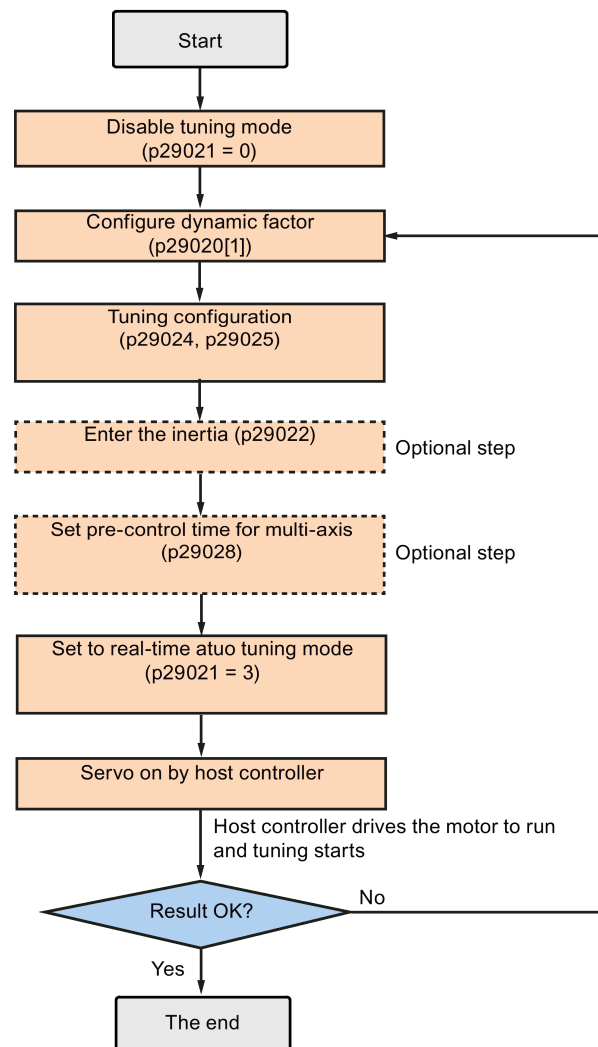 Start
Disable tuning mode
(p29021 = 0)
Configure dynamic factor
(p29020[1])
Tuning configuration
(p29024, p29025)
Enter the inertia (p29022)
Optional step
Set pre-control time for multi-axis
(p29028)
Optional step
Set to real-time atuo tuning mode
(p29021 = 3)
Servo on by host controller
Host controller drives the motor to run
and tuning starts
Result OK?
No
Yes
The end